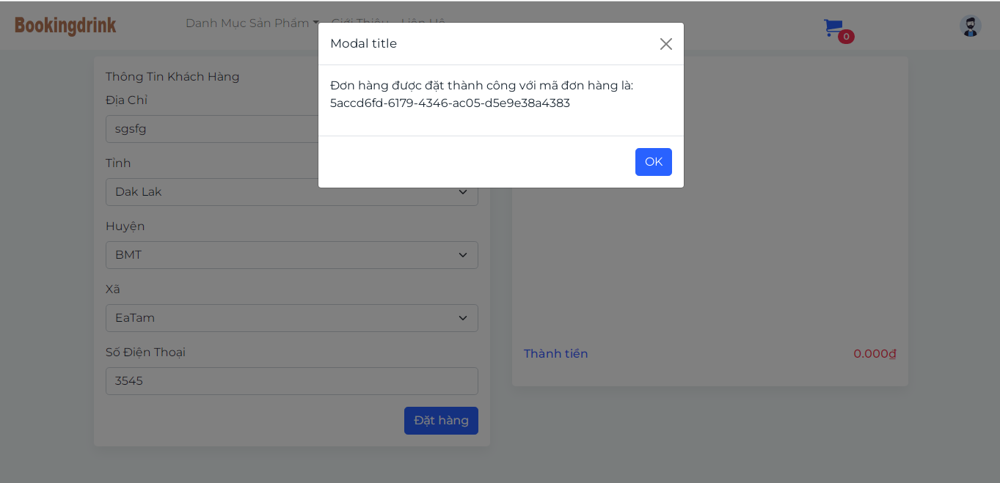 Bookingdrink
Danh Mục Sản Phẩm Giới Thiệu Liên Hệ
0
Modal title
Đơn hàng được đặt thành công với mã đơn hàng là:
5accd6fd-6179-4346-ac05-d5e9e38a4383
OK
Thông Tin Khách Hàng
Địa Chỉ
sgsfg
Tỉnh
Dak Lak
Huyện
BMT
Xã
EaTam
Số Điện Thoại
3545
Đặt hàng
Thành tiền 0.000₫